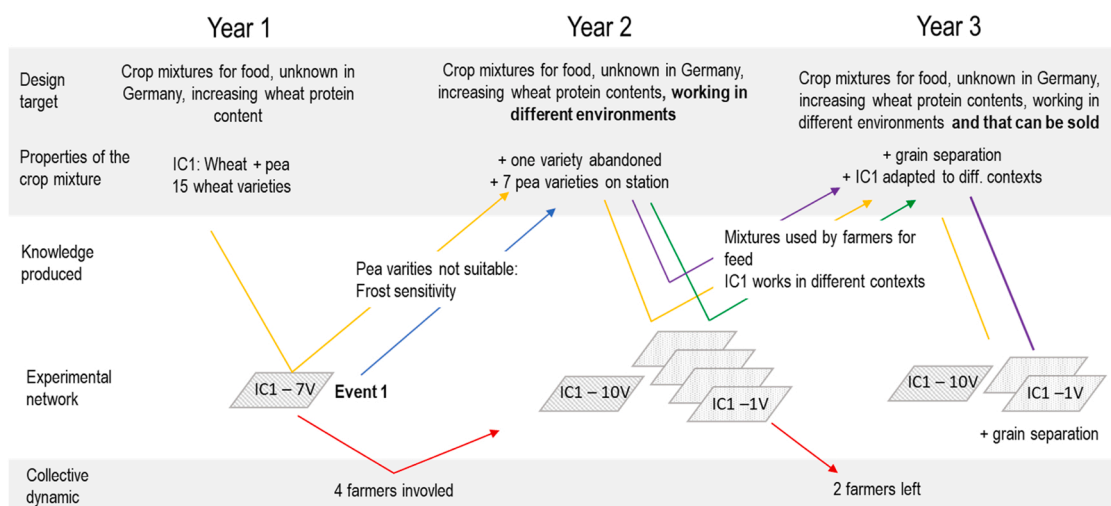 Year 1
Year 2
Year 3
Design
target
Crop mixtures for food, unknown in
Germany, increasing wheat protein
content
Crop mixtures for food, unknown in Germany,
increasing wheat protein contents, working in
different environments
Crop mixtures for food, unknown in Germany,
increasing wheat protein contents, working in
different environments and that can be sold
Properties of the
crop mixture
IC1: Wheat + pea
15 wheat varieties
+ one variety abandoned
+ 7 pea varieties on station
+ grain separation
+ IC1 adapted to diff. contexts
Knowledge
produced
Pea varities not suitable:
Frost sensitivity
Mixtures used by farmers for
feed
IC1 works in different contexts
Experimental
network
IC1 – 7V
Event 1
IC1 – 10V
IC1 –1V
IC1 – 10V
IC1 –1V
+ grain separation
Collective
dynamic
4 farmers invovled
2 farmers left